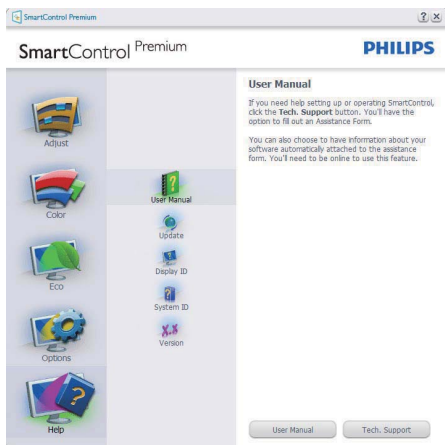 SmartControl Premium
SmartControl Premium
PHILIPS
Adjust
Color
Eco
Options
Help
User Manual
Update
Display ID
System ID
X.X
Version
User Manual
If you need help setting up or operating SmartControl,
click the Tech. Support button. You'll have the
option to fill out an Assistance Form.
You can also choose to have information about your
software automatically attached to the assistance
form. You'll need to be online to use this feature.
User Manual
Tech. Support